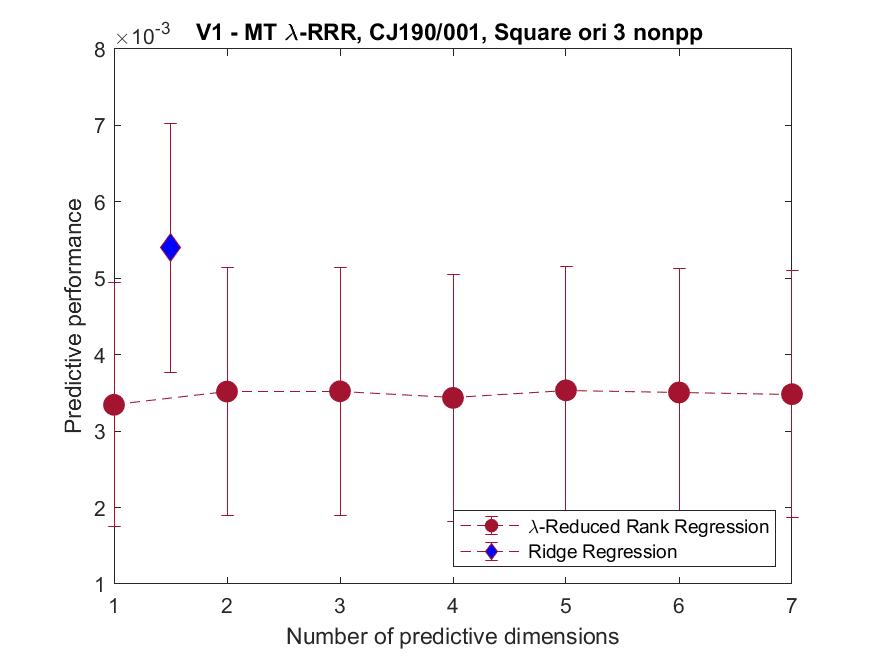 ×10-3
V1 - MT λ-RRR, CJ190/001, Square ori 3 nonpp
8
7
6
5
4
3
2
1
Predictive performance
λ-Reduced Rank Regression
Ridge Regression
1 2 3 4 5 6 7
Number of predictive dimensions